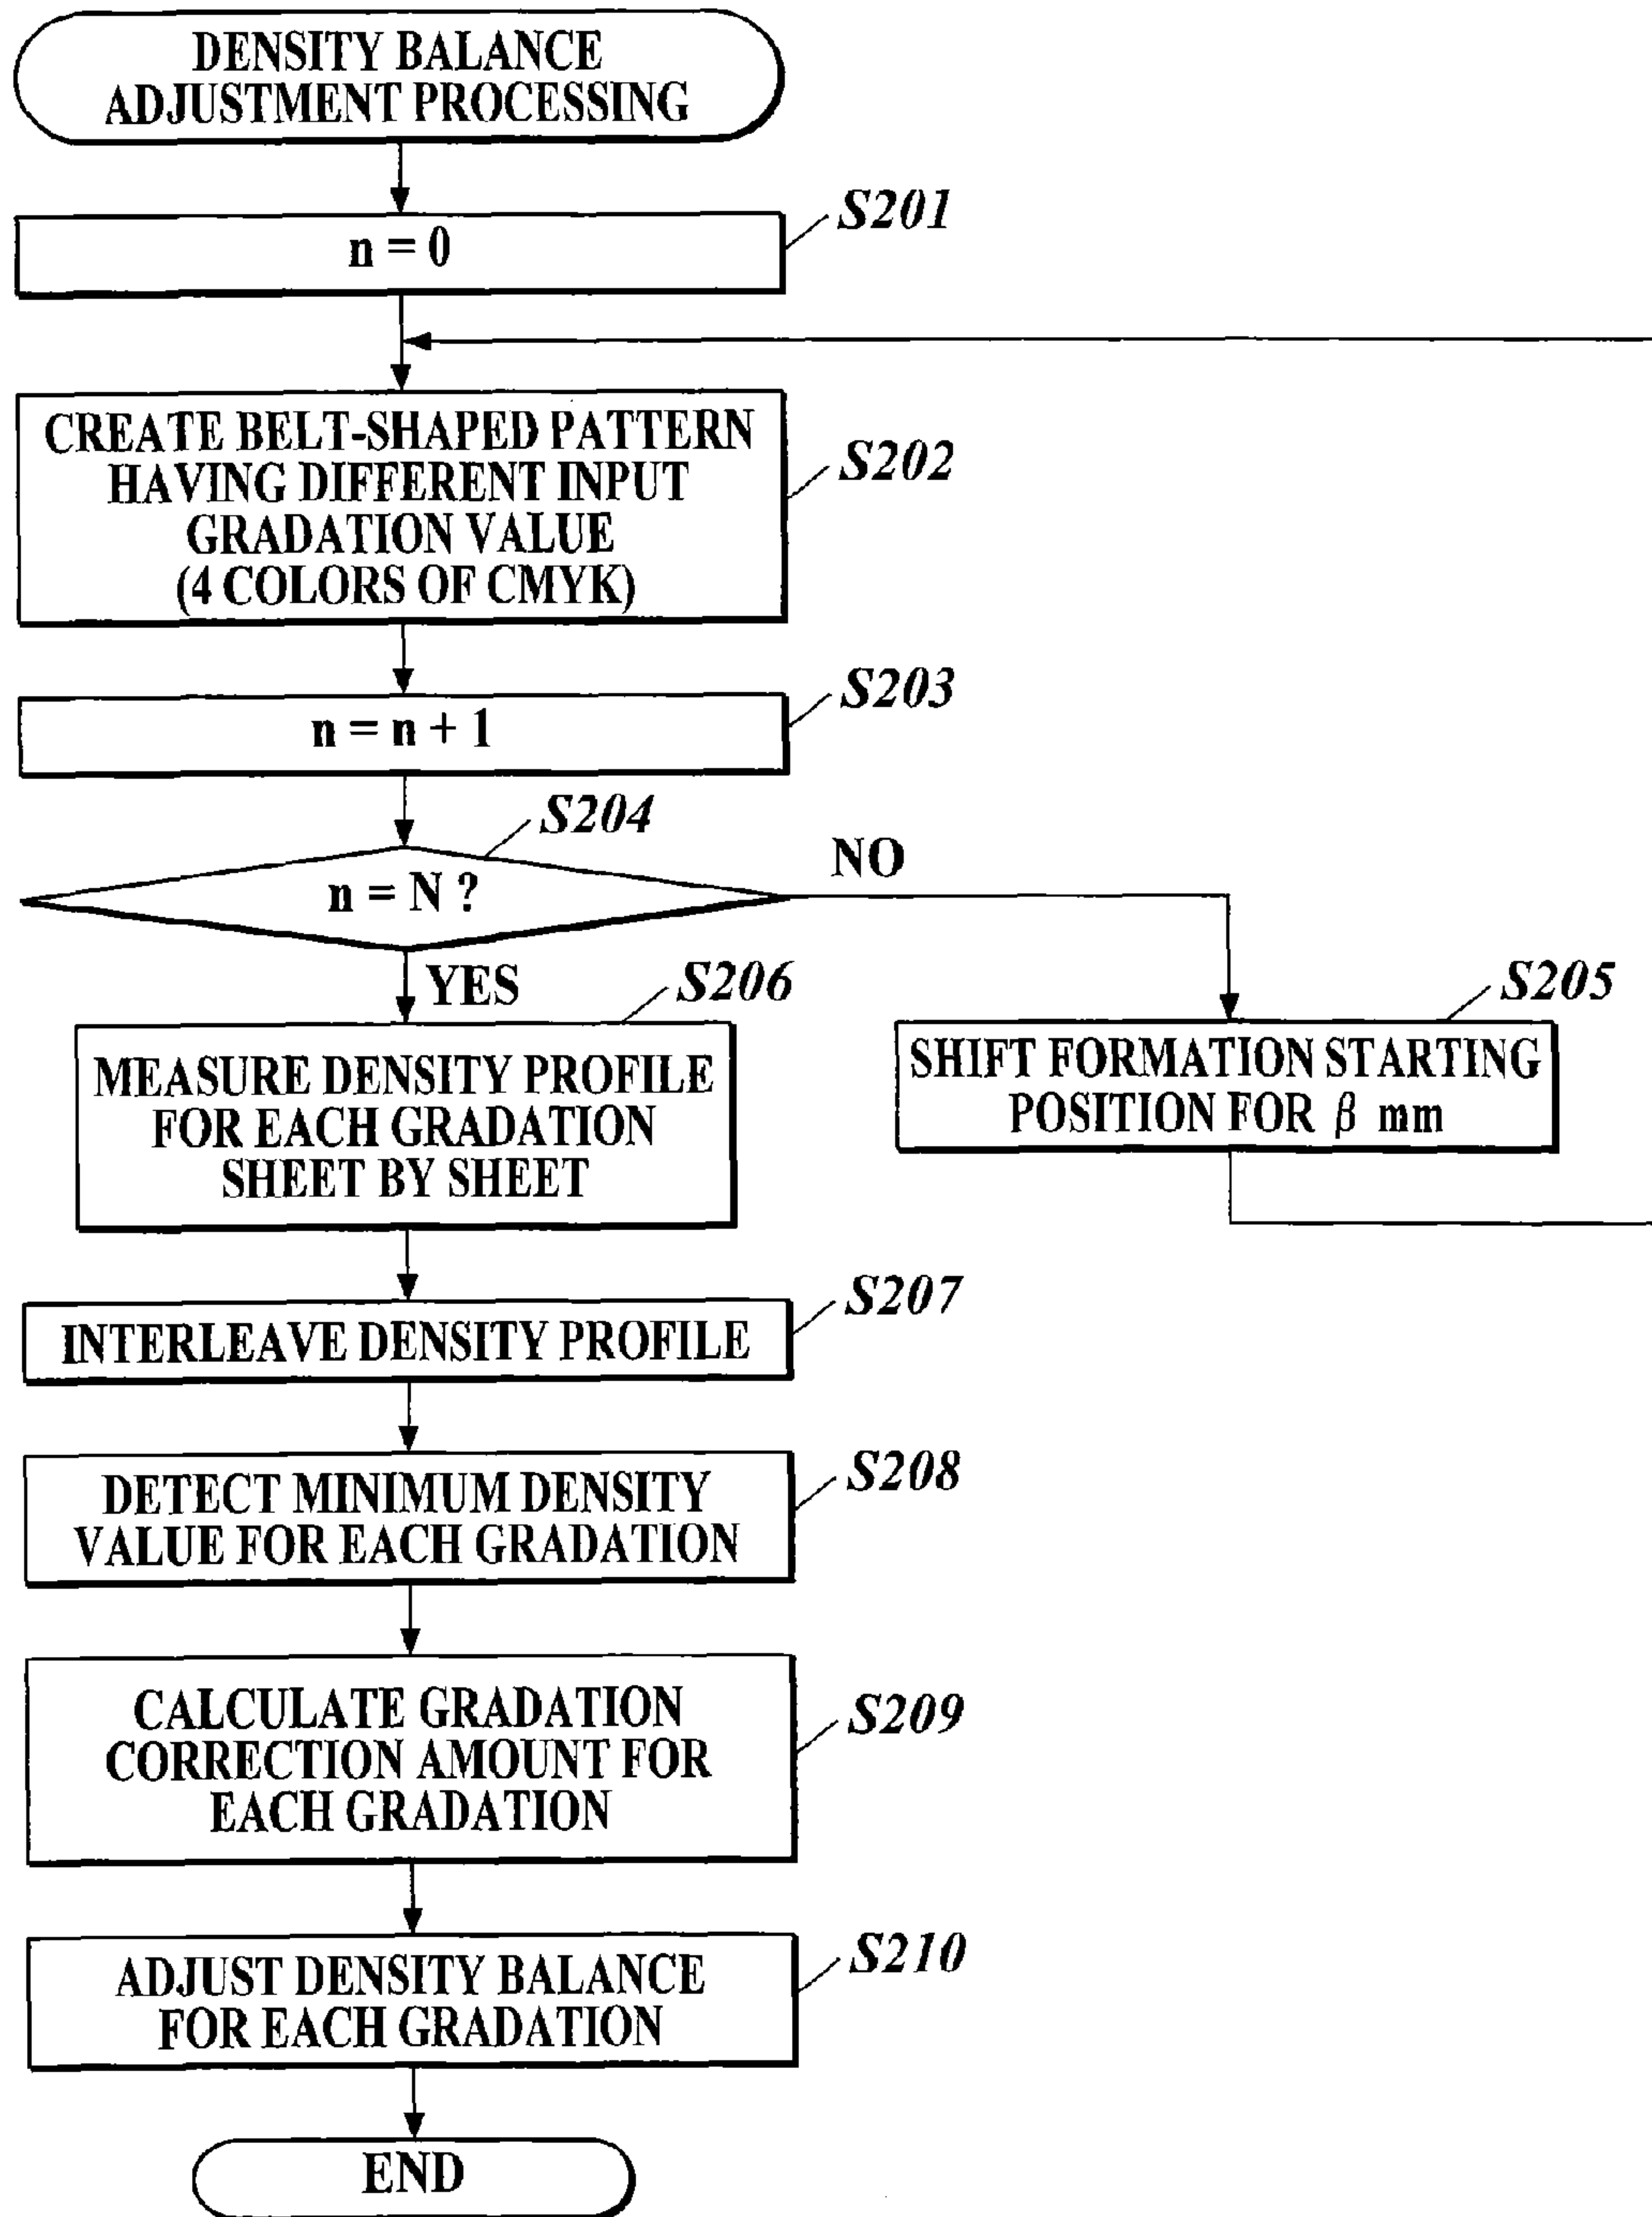 DENSITY BALANCE
ADJUSTMENT PROCESSING
S201
n = 0
CREATE BELT-SHAPED PATTERN
HAVING DIFFERENT INPUT
GRADATION VALUE
(4 COLORS OF CMYK)
S202
S203
n = n + 1
S204
n = N ?
NO
YES
S206
MEASURE DENSITY PROFILE
FOR EACH GRADATION
SHEET BY SHEET
S205
SHIFT FORMATION STARTING
POSITION FOR β mm
S207
INTERLEAVE DENSITY PROFILE
S208
DETECT MINIMUM DENSITY
VALUE FOR EACH GRADATION
S209
CALCULATE GRADATION
CORRECTION AMOUNT FOR
EACH GRADATION
S210
ADJUST DENSITY BALANCE
FOR EACH GRADATION
END